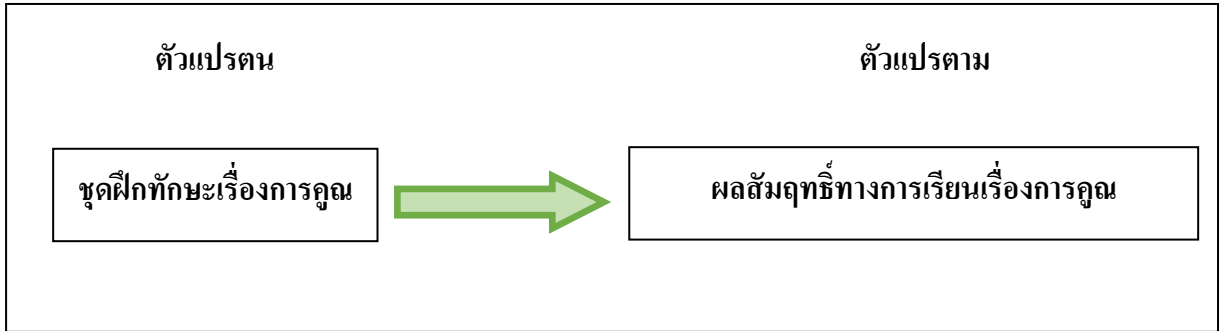 ตัวแปรตน
ตัวแปรตาม
ชุดฝึกทักษะเรื่องการคูณ
ผลสัมฤทธิ์ทางการเรียนเรื่องการคูณ